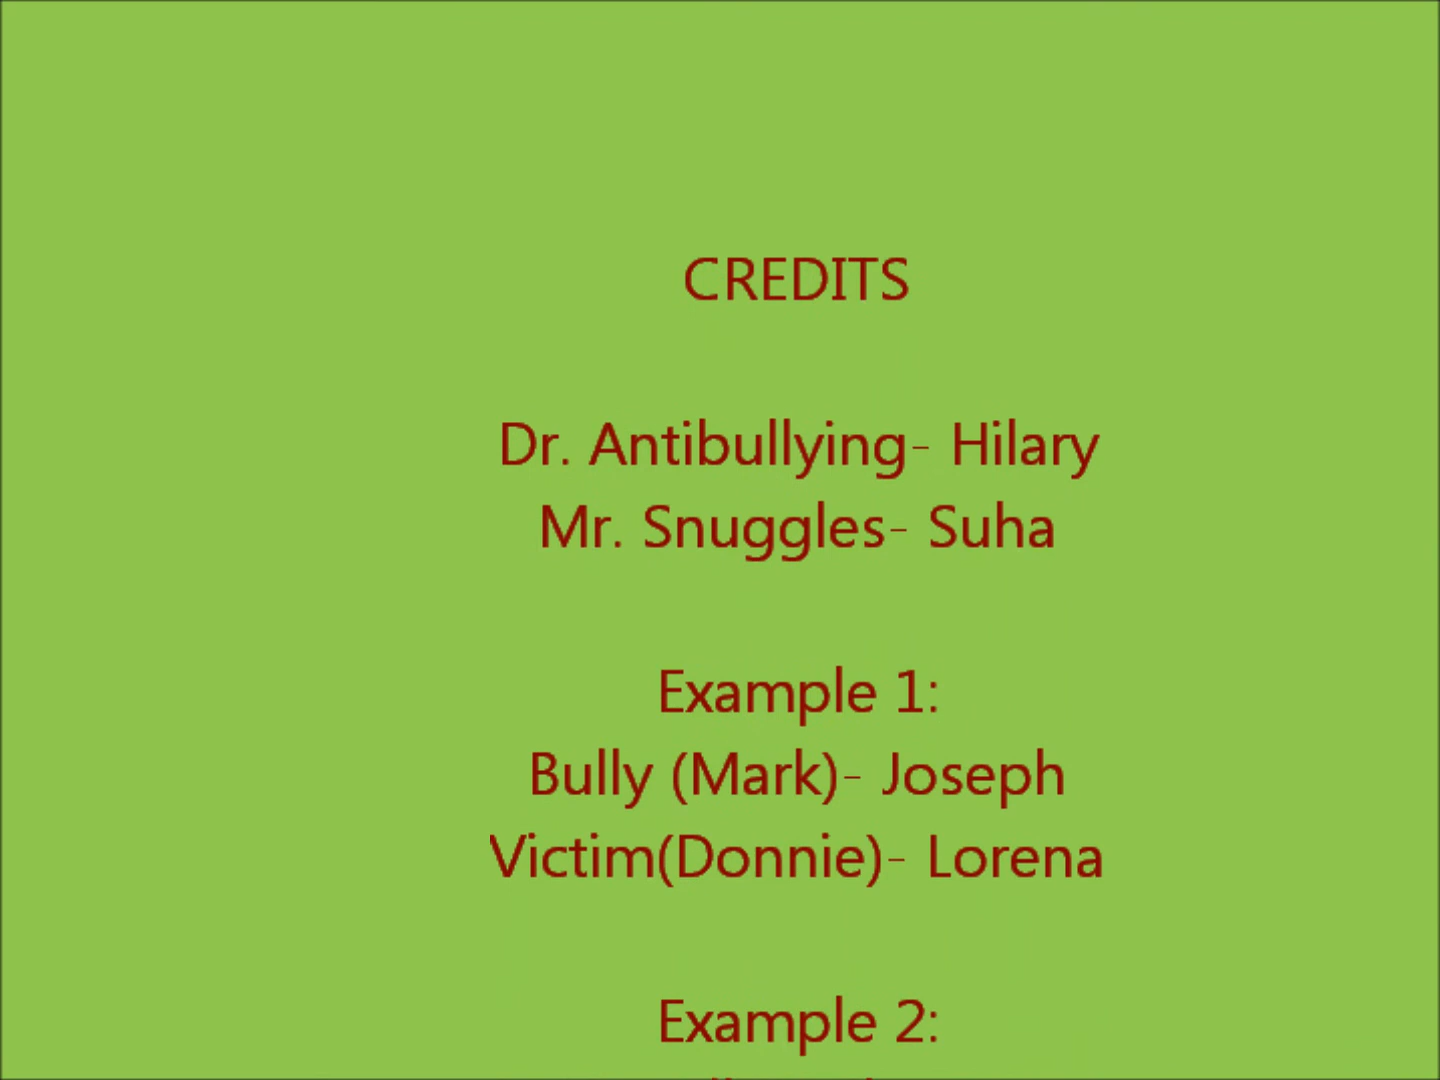 CREDITS
Dr. Antibullying- Hilary
Mr. Snuggles- Suha
Example 1:
Bully (Mark)- Joseph
Victim(Donnie)- Lorena
Example 2: